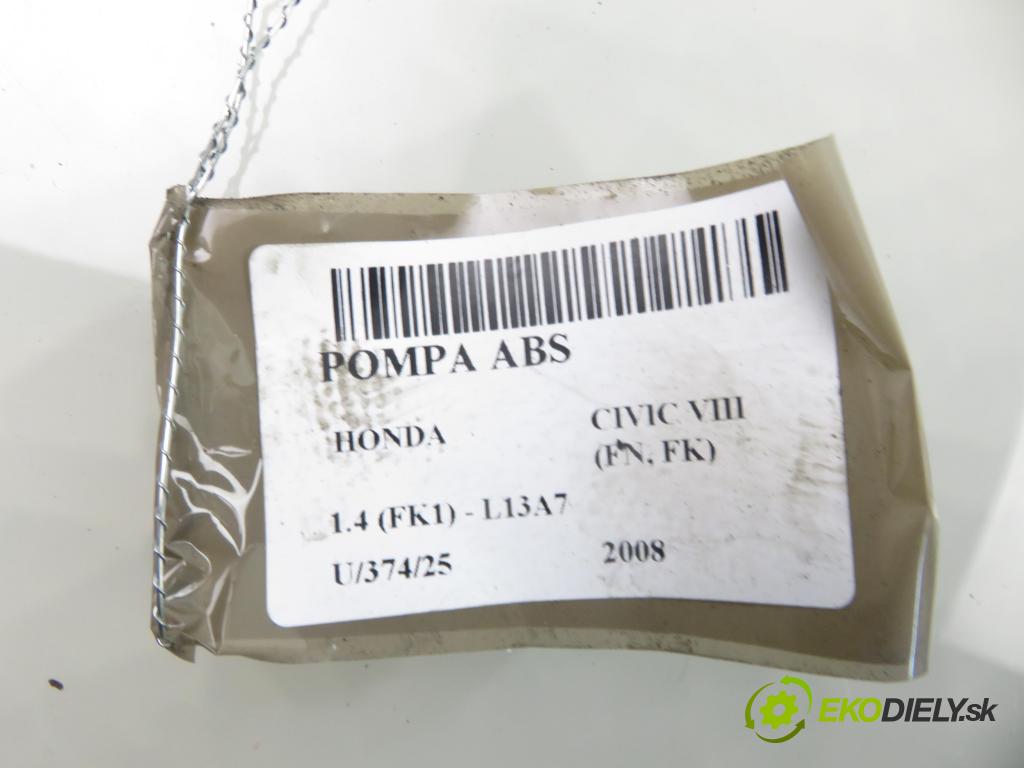 POMPA ABS
HONDA
CIVIC VIII
(FN, FK)
1.4 (FK1) - L13A7
U/374/25
2008
EKODIELY.sk